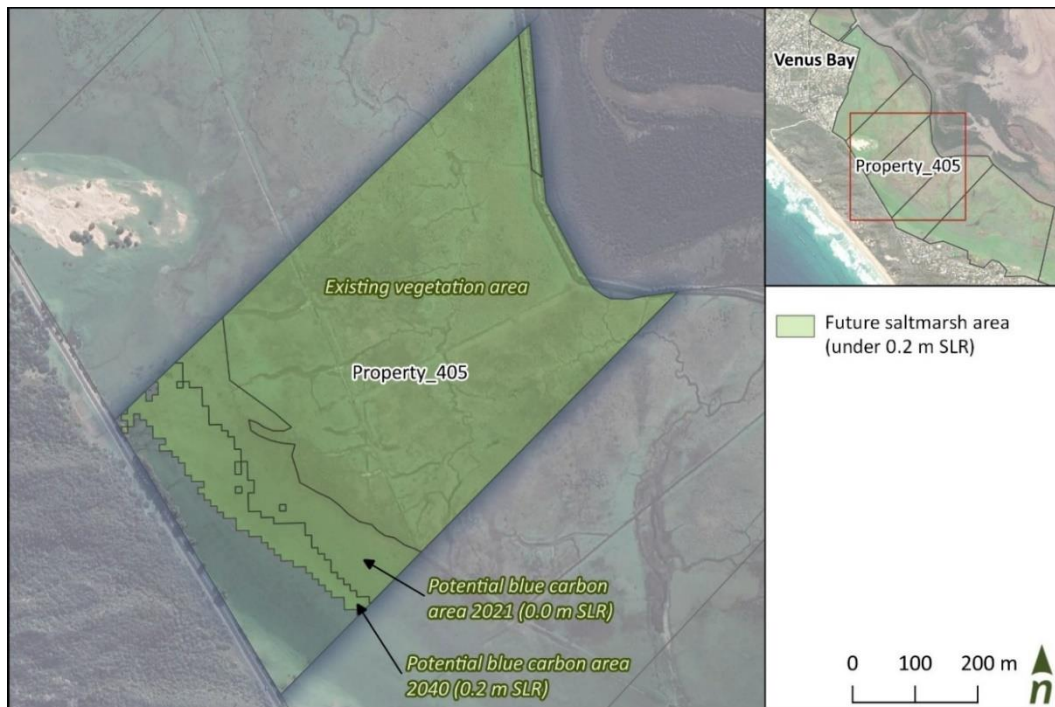 Existing vegetation area
Property_405
Potential blue carbon
area 2021 (0.0 m SLR)
Potential blue carbon area
2040 (0.2 m SLR)
Venus Bay
Property_405
Future saltmarsh area
(under 0.2 m SLR)
0 100 200 m
n